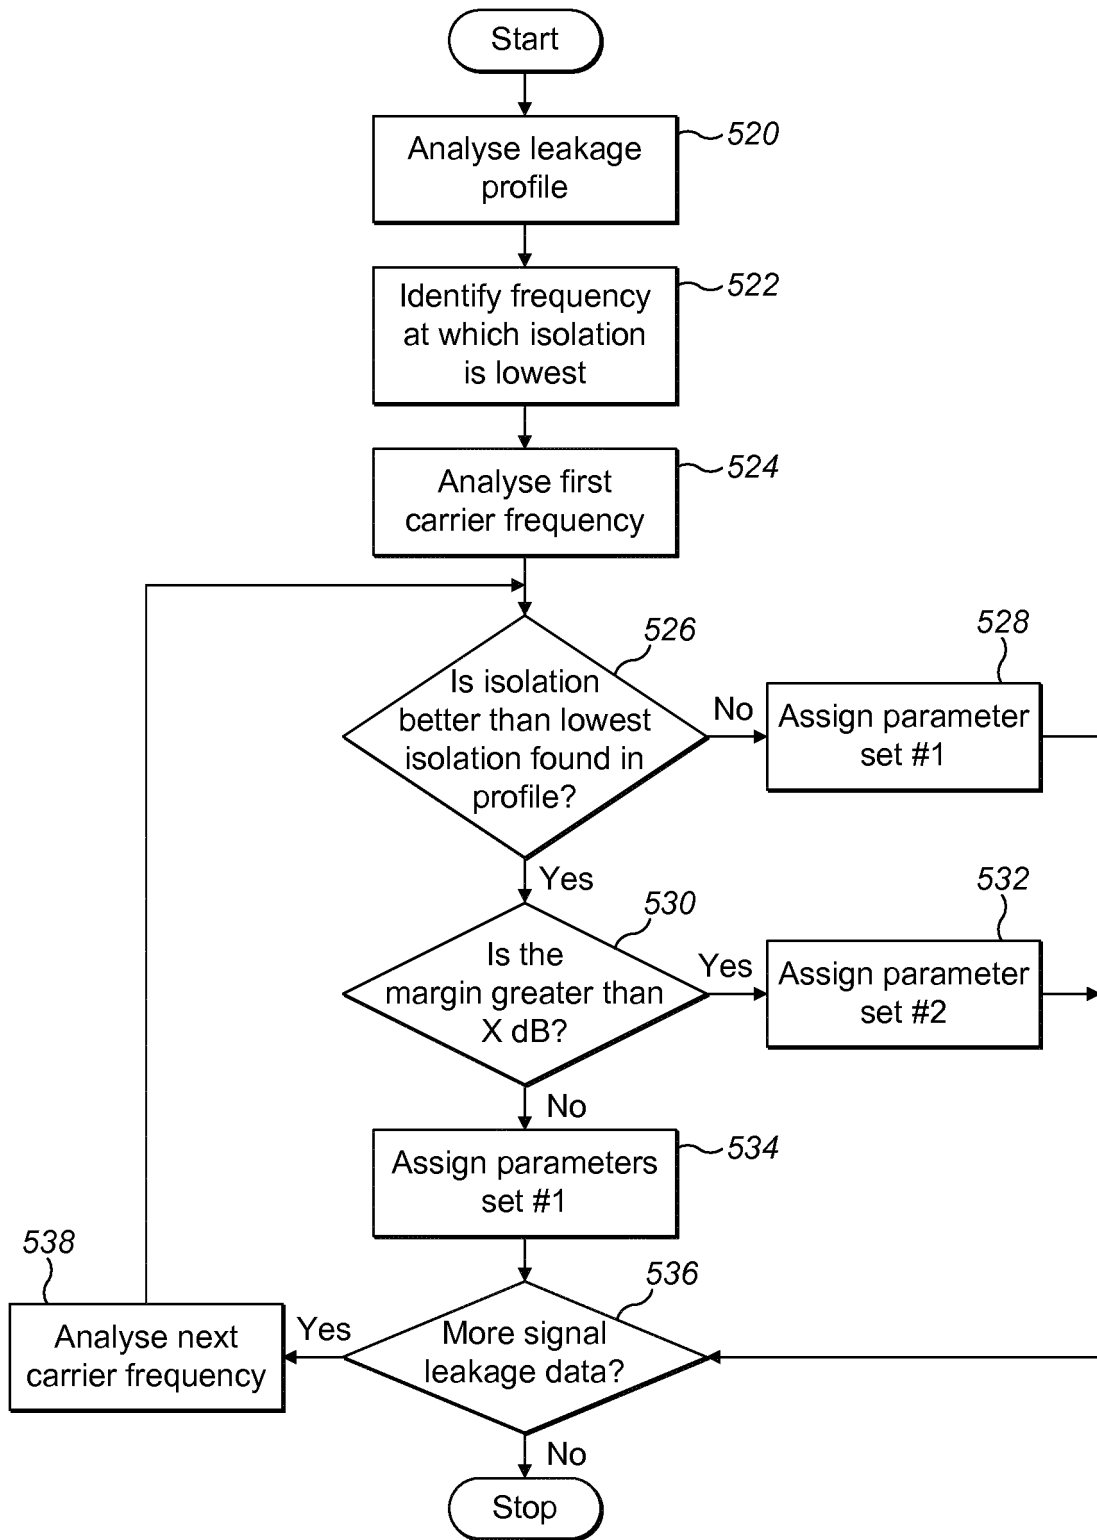 Start
520
Analyse leakage
profile
522
Identify frequency
at which isolation
is lowest
524
Analyse first
carrier frequency
526
Is isolation
better than lowest
isolation found in
profile?
No
528
Assign parameter
set #1
Yes
530
Is the
margin greater than
X dB?
Yes
532
Assign parameter
set #2
No
534
Assign parameters
set #1
536
More signal
leakage data?
Yes
538
Analyse next
carrier frequency
No
Stop